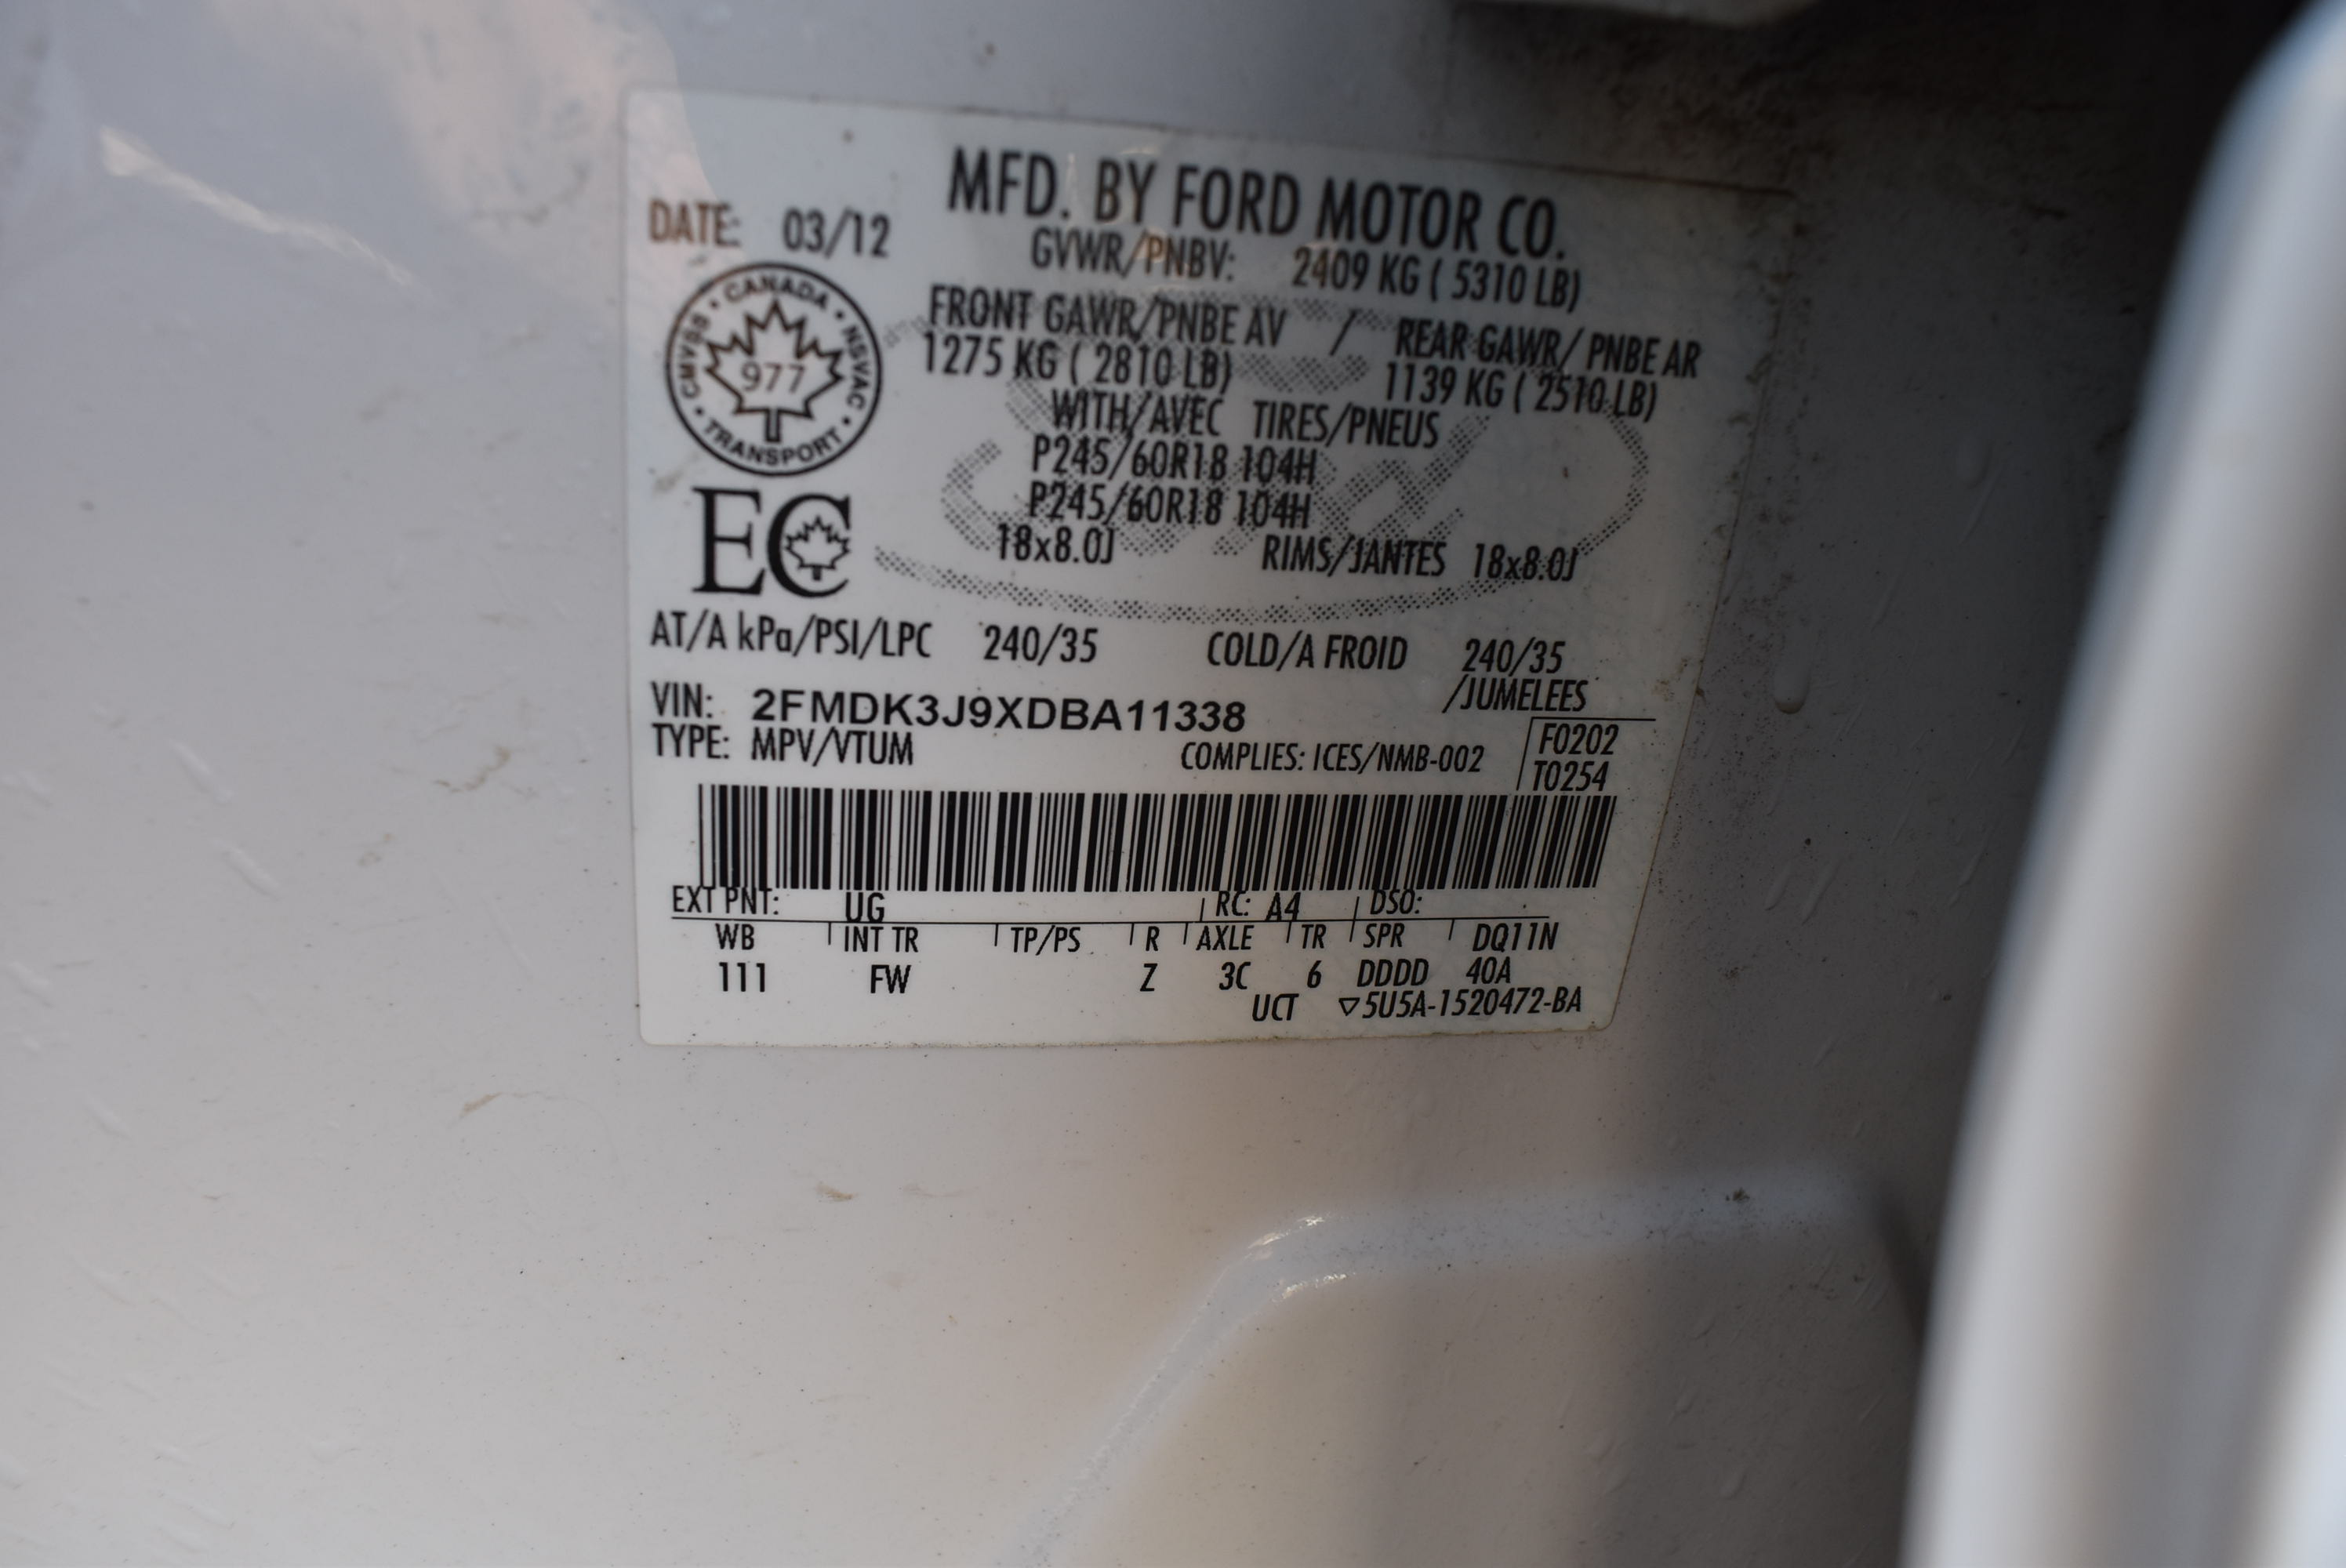 MFD. BY FORD MOTOR CO.
DATE: 03/12
GVWR/PNBV: 2409 KG ( 5310 LB)
CANADA • NSVAC • TRANSPORT • CMVSS •
977
FRONT GAWR/PNBE AV / REAR GAWR/ PNBE AR
1275 KG ( 2810 LB) 1139 KG ( 2510 LB)
WITH/AVEC TIRES/PNEUS
P245/60R18 104H
P245/60R18 104H
EC
18x8.0J RIMS/JANTES 18x8.0J
AT/A kPa/PSI/LPC 240/35 COLD/A FROID 240/35
/JUMELEES
VIN: 2FMDK3J9XDBA11338
TYPE: MPV/VTUM COMPLIES: ICES/NMB-002
F0202
T0254
EXT PNT: UG RC: A4 DSO:
WB INT TR TP/PS R AXLE TR SPR DQ11N
111 FW Z 3C 6 DDDD 40A
UCT ▽5U5A-1520472-BA